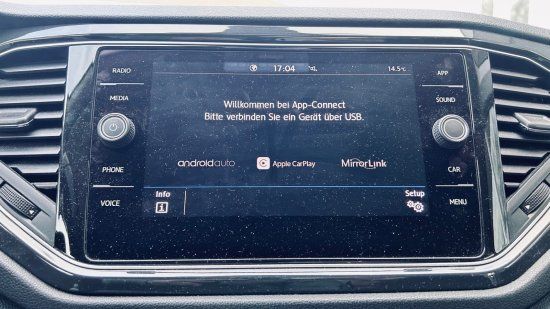 RADIO
MEDIA
PHONE
VOICE
17:04
14.5°C
Willkommen bei App-Connect
Bitte verbinden Sie ein Gerät über USB.
androidauto
Apple CarPlay
MirrorLink
Info
i
Setup
APP
SOUND
CAR
MENU